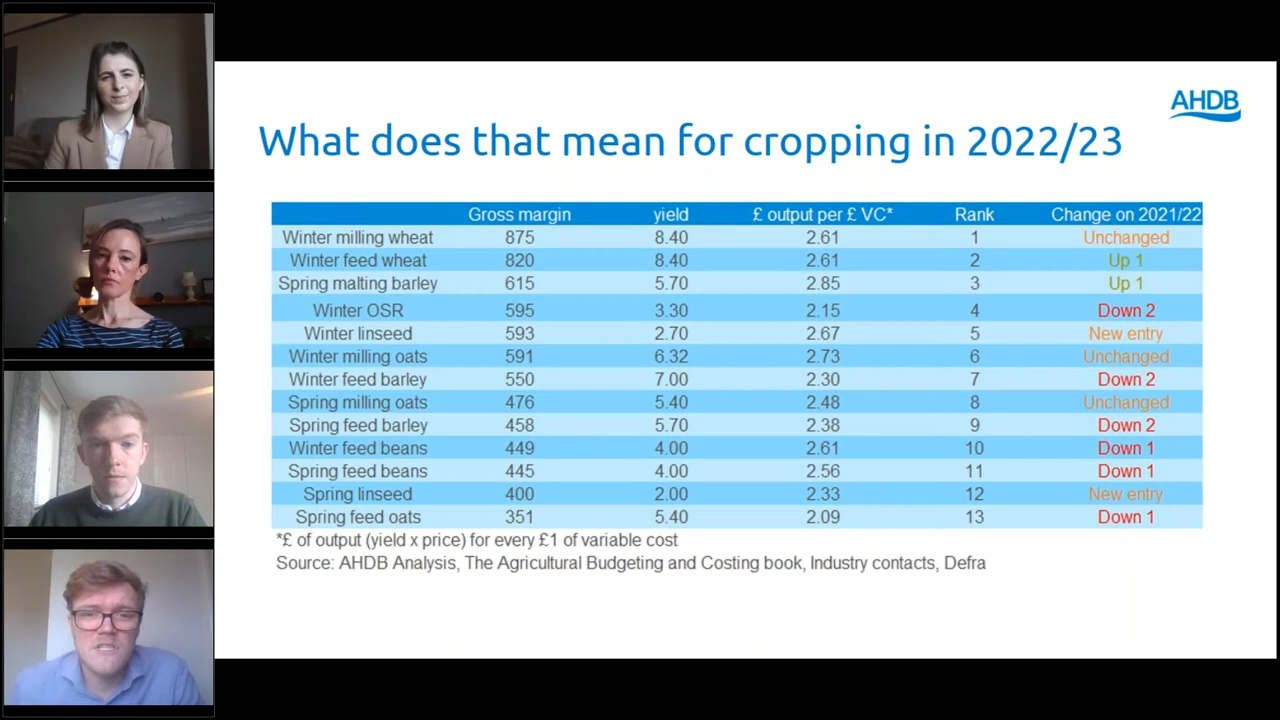 AHDB
What does that mean for cropping in 2022/23
Gross margin yield £ output per £ VC* Rank Change on 2021/22
Winter milling wheat 875 8.40 2.61 1 Unchanged
Winter feed wheat 820 8.40 2.61 2 Up 1
Spring malting barley 615 5.70 2.85 3 Up 1
Winter OSR 595 3.30 2.15 4 Down 2
Winter linseed 593 2.70 2.67 5 New entry
Winter milling oats 591 6.32 2.73 6 Unchanged
Winter feed barley 550 7.00 2.30 7 Down 2
Spring milling oats 476 5.40 2.48 8 Unchanged
Spring feed barley 458 5.70 2.38 9 Down 2
Winter feed beans 449 4.00 2.61 10 Down 1
Spring feed beans 445 4.00 2.56 11 Down 1
Spring linseed 400 2.00 2.33 12 New entry
Spring feed oats 351 5.40 2.09 13 Down 1
*£ of output (yield x price) for every £1 of variable cost
Source: AHDB Analysis, The Agricultural Budgeting and Costing book, Industry contacts, Defra